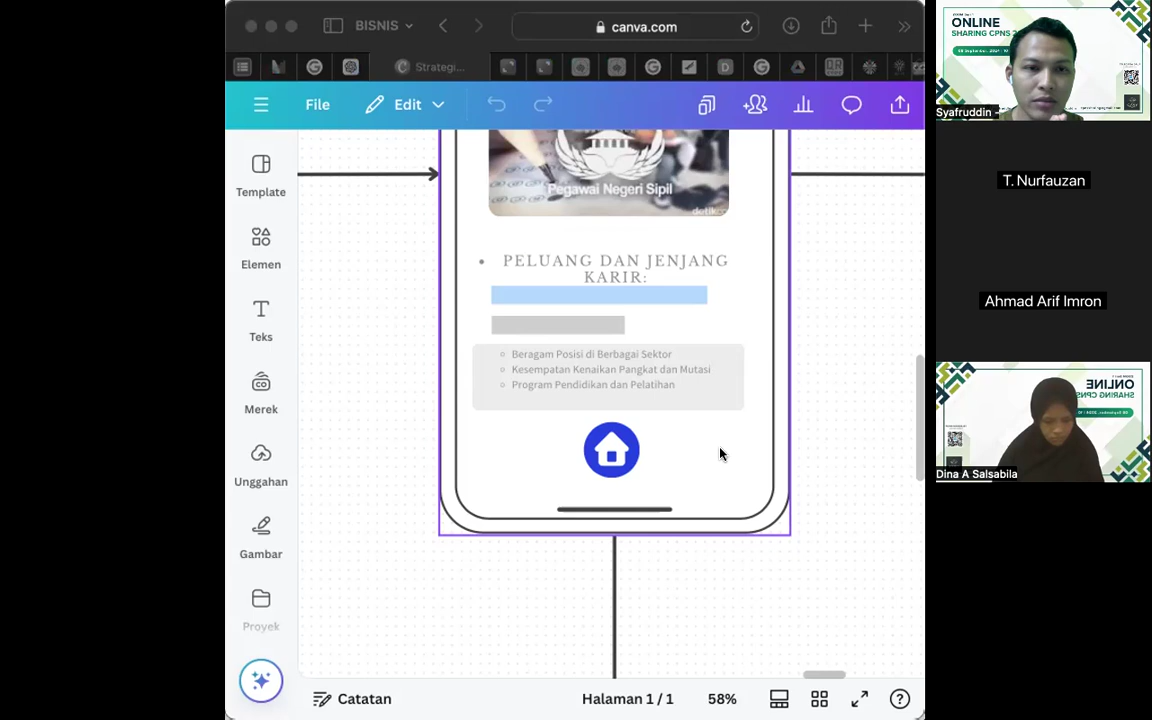 BISNIS
canva.com
Strategi...
File
Edit
Template
Elemen
Teks
Merek
Unggahan
Gambar
Proyek
Pegawai Negeri Sipil
PELUANG DAN JENJANG
KARIR:
Beragam Posisi di Berbagai Sektor
Kesempatan Kenaikan Pangkat dan Mutasi
Program Pendidikan dan Pelatihan
Catatan
Halaman 1 / 1
58%
ONLINE
SHARING CPNS
Syafruddin -
T. Nurfauzan
Ahmad Arif Imron
ONLINE
Dina A Salsabila